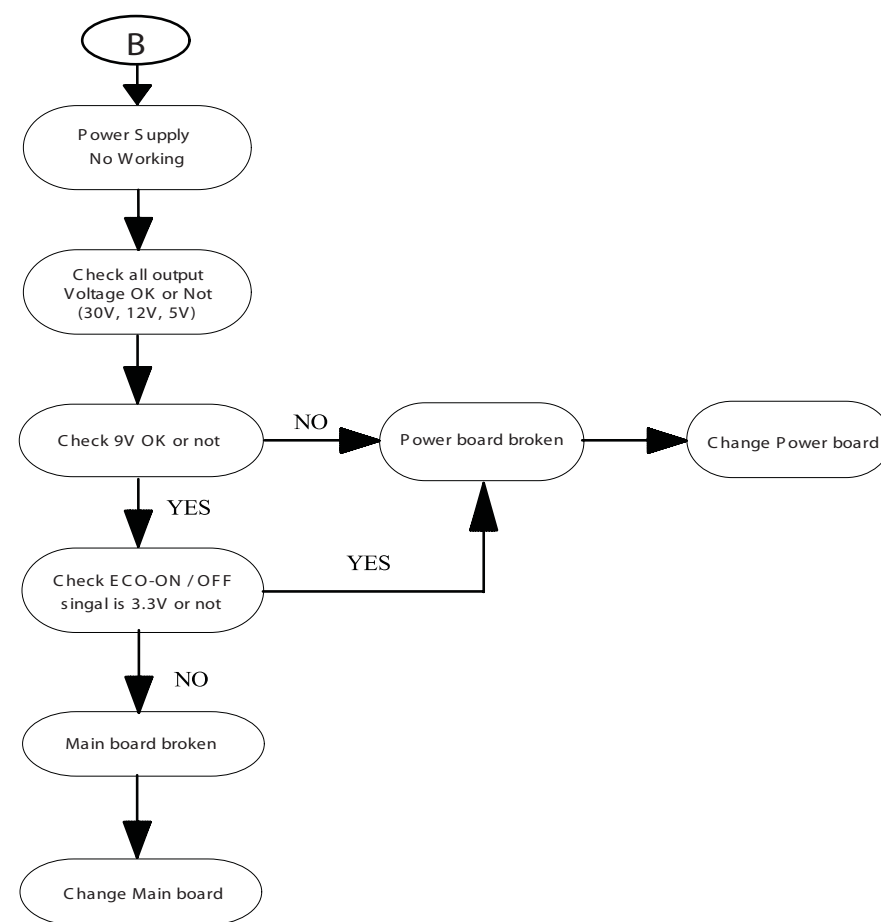 B
Power Supply
No Working
Check all output
Voltage OK or Not
(30V, 12V, 5V)
Check 9V OK or not
NO
Power board broken
Change Power board
YES
Check ECO-ON / OFF
singal is 3.3V or not
YES
NO
Main board broken
Change Main board